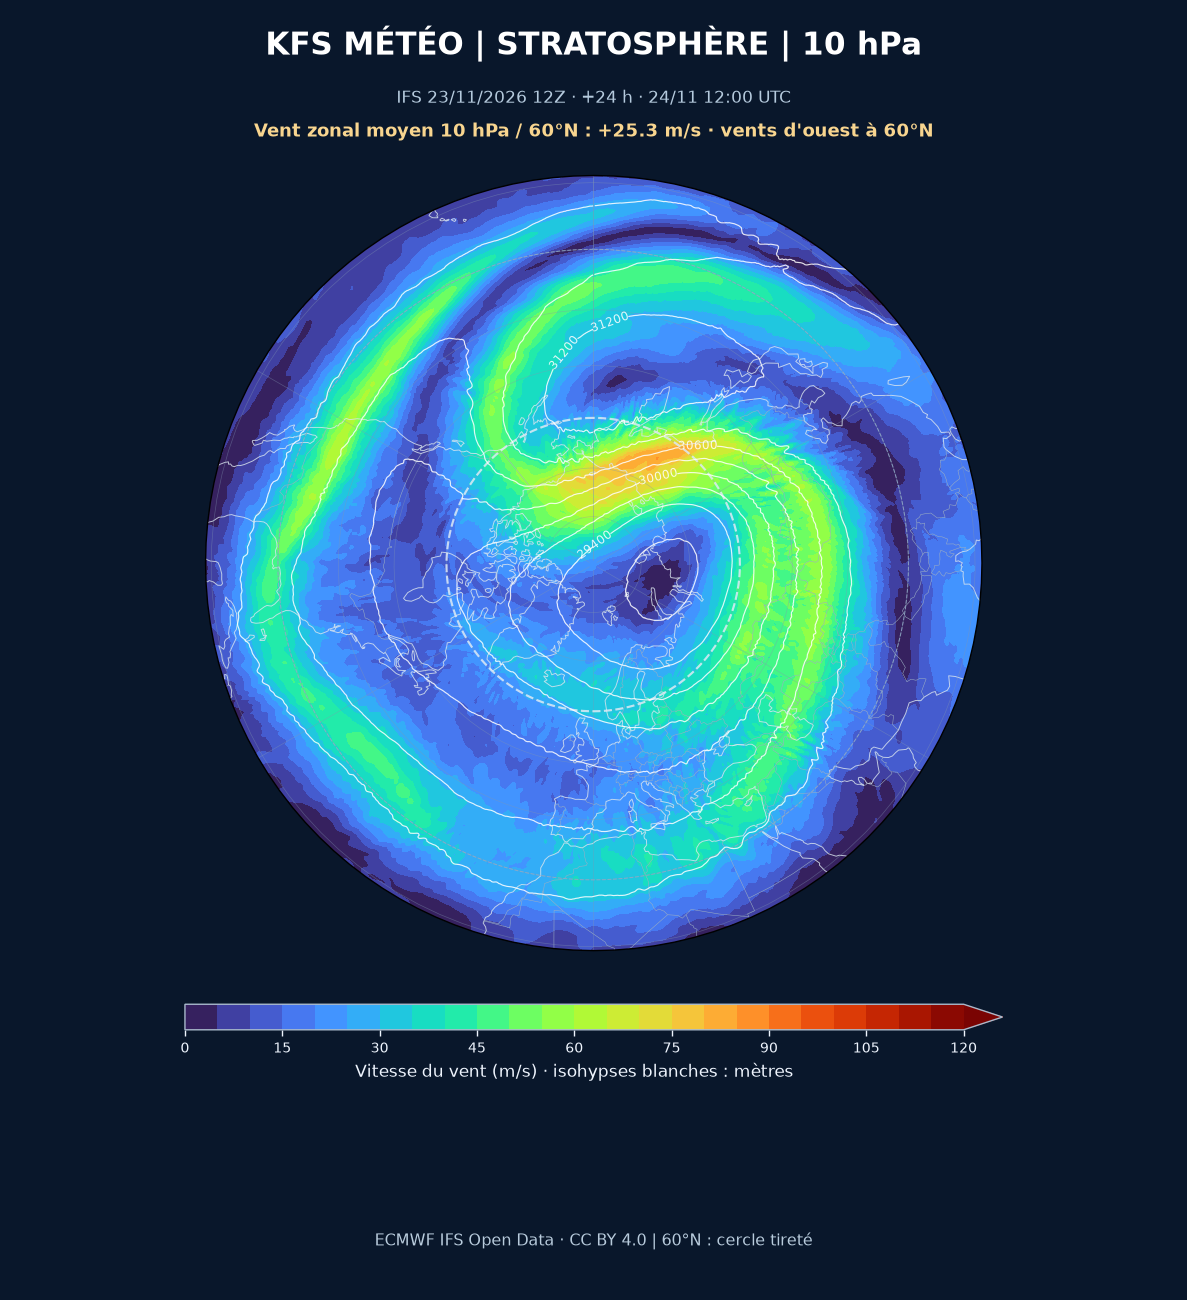 KFS MÉTÉO | STRATOSPHÈRE | 10 hPa
IFS 23/11/2026 12Z · +24 h · 24/11 12:00 UTC
Vent zonal moyen 10 hPa / 60°N : +25.3 m/s · vents d'ouest à 60°N
31200
31200
30600
30000
29400
0 15 30 45 60 75 90 105 120
Vitesse du vent (m/s) · isohypses blanches : mètres
ECMWF IFS Open Data · CC BY 4.0 | 60°N : cercle tireté